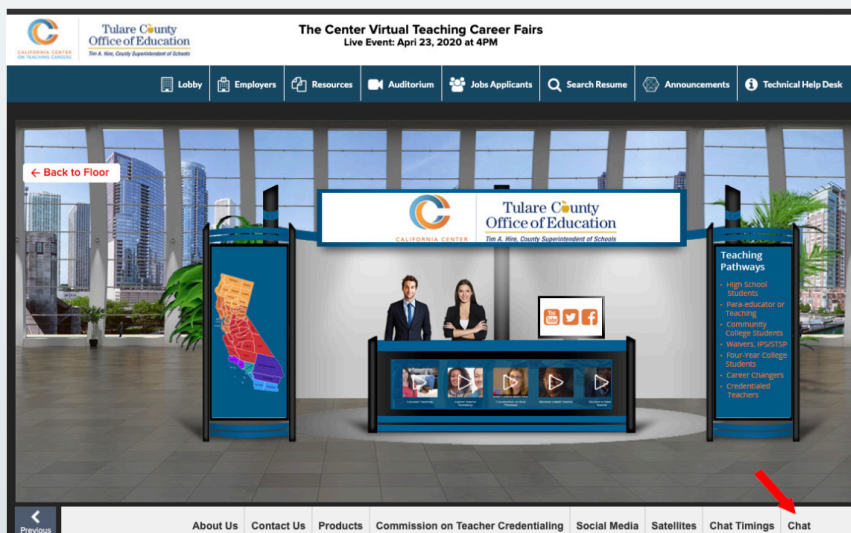 The Center Virtual Teaching Career Fairs
Live Event: Apri 23, 2020 at 4PM
CALIFORNIA CENTER
ON TEACHING CAREERS
Tulare County
Office of Education
Tim A. Hire, County Superintendent of Schools
Lobby
Employers
Resources
Auditorium
Jobs Applicants
Search Resume
Announcements
Technical Help Desk
← Back to Floor
CALIFORNIA CENTER
Tulare County
Office of Education
Tim A. Hire, County Superintendent of Schools
Teaching
Pathways
• High School
Students
• Para-educator or
Teaching
• Community
College Students
• Waivers, IPS/STSP
• Four-Year College
Students
• Career Changers
• Credentialed
Teachers
You
Tube
Previous
About Us
Contact Us
Products
Commission on Teacher Credentialing
Social Media
Satellites
Chat Timings
Chat